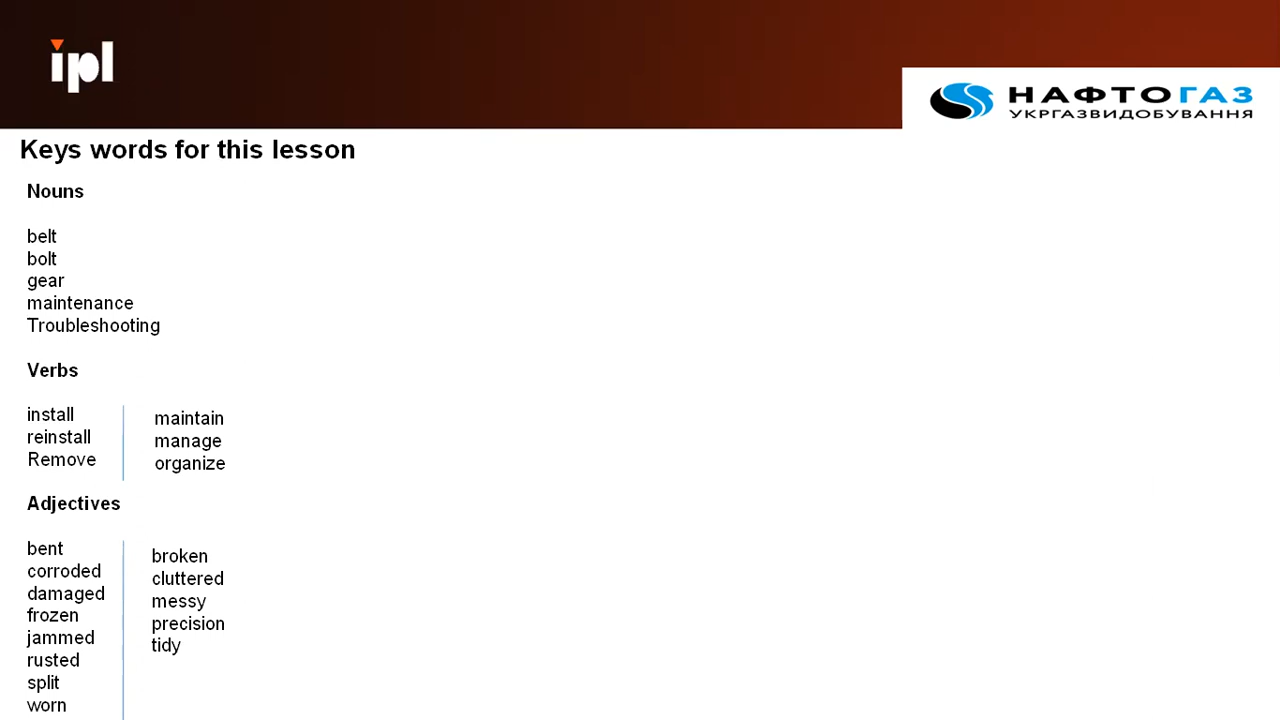 ipl
НАФТОГАЗ
УКРГАЗВИДОБУВАННЯ
Keys words for this lesson
Nouns
belt
bolt
gear
maintenance
Troubleshooting
Verbs
install
reinstall
Remove
maintain
manage
organize
Adjectives
bent
corroded
damaged
frozen
jammed
rusted
split
worn
broken
cluttered
messy
precision
tidy